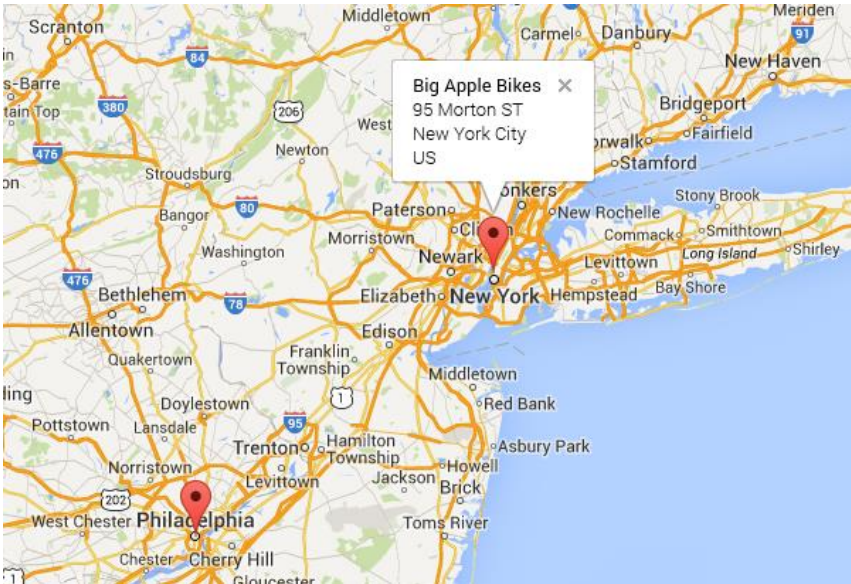 Middletown
Meriden
Scranton
Carmel
Danbury
91
84
New Haven
s-Barre
Big Apple Bikes ×
tain Top
380
206
95 Morton ST
Bridgeport
West
New York City
Fairfield
476
Newton
US
orwalk
Stamford
Stroudsburg
onkers
Stony Brook
80
Paterson
New Rochelle
Bangor
Morristown
Commack
Smithtown
Washington
Newark
Long Island
Shirley
476
Levittown
Bethlehem
78
Elizabeth
New York
Hempstead
Bay Shore
Allentown
Edison
Quakertown
Franklin
Township
Middletown
ding
1
Doylestown
Red Bank
Pottstown
Lansdale
95
Trenton
Hamilton
Township
Asbury Park
Norristown
Howell
Levittown
Jackson
Brick
202
West Chester
Philadelphia
Toms River
Chester
Cherry Hill
1
Gloucester